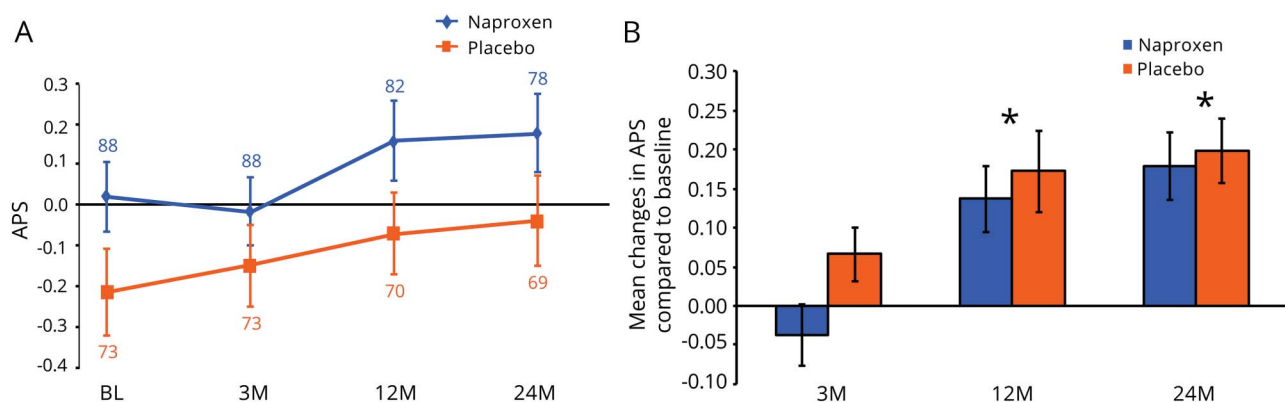 A
Naproxen
Placebo
APS
0.3
0.2
0.1
0.0
-0.1
-0.2
-0.3
-0.4
88
88
82
78
73
73
70
69
BL 3M 12M 24M
B
Naproxen
Placebo
Mean changes in APS
compared to baseline
0.30
0.25
0.20
0.15
0.10
0.05
0.00
-0.05
-0.10
*
*
3M 12M 24M